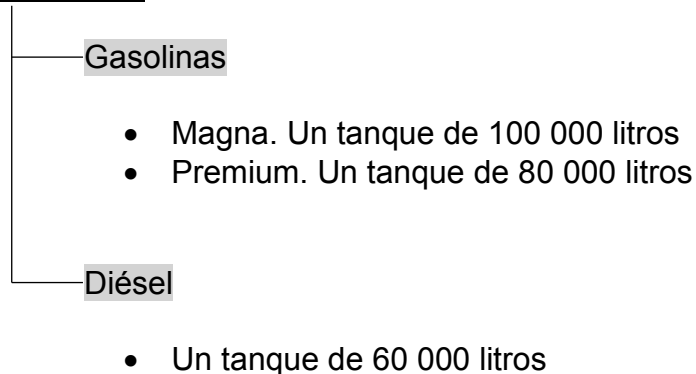 Gasolinas
• Magna. Un tanque de 100 000 litros
• Premium. Un tanque de 80 000 litros
Diésel
• Un tanque de 60 000 litros